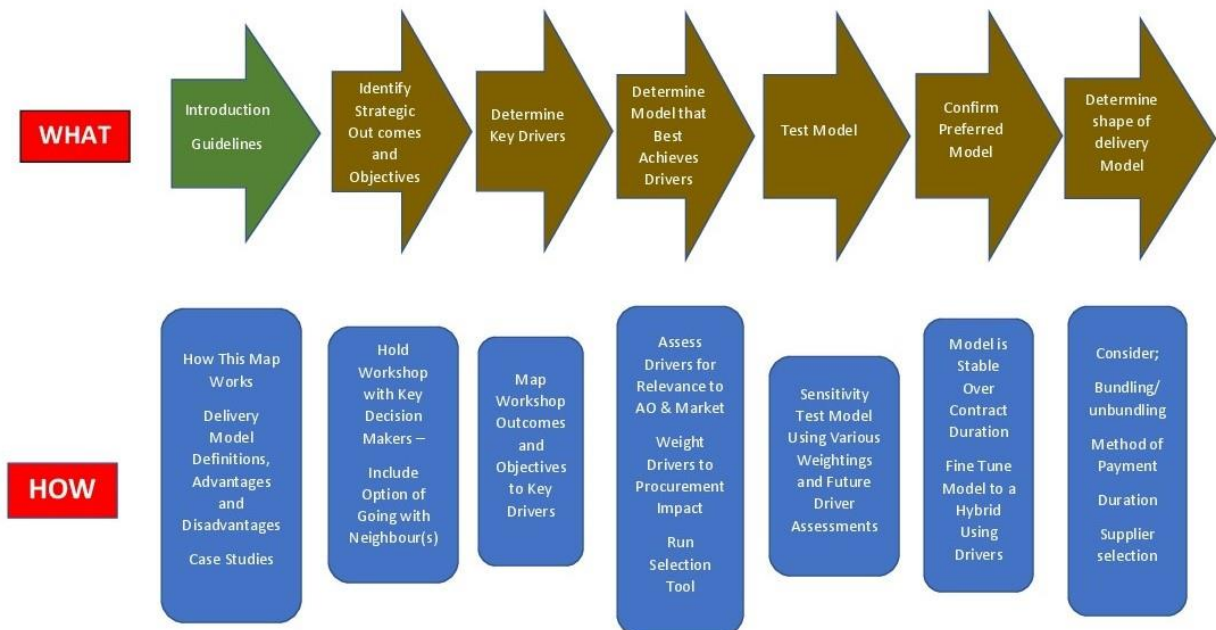 WHAT
Introduction
Guidelines
Identify
Strategic
Out comes
and
Objectives
Determine
Key Drivers
Determine
Model that
Best
Achieves
Drivers
Test Model
Confirm
Preferred
Model
Determine
shape of
delivery
Model
HOW
How This Map
Works
Delivery
Model
Definitions,
Advantages
and
Disadvantages
Case Studies
Hold
Workshop
with Key
Decision
Makers –
Include
Option of
Going with
Neighbour(s)
Map
Workshop
Outcomes
and
Objectives
to Key
Drivers
Assess
Drivers for
Relevance to
AO & Market
Weight
Drivers to
Procurement
Impact
Run
Selection
Tool
Sensitivity
Test Model
Using Various
Weightings
and Future
Driver
Assessments
Model is
Stable
Over
Contract
Duration
Fine Tune
Model to a
Hybrid
Using
Drivers
Consider;
Bundling/
unbundling
Method of
Payment
Duration
Supplier
selection